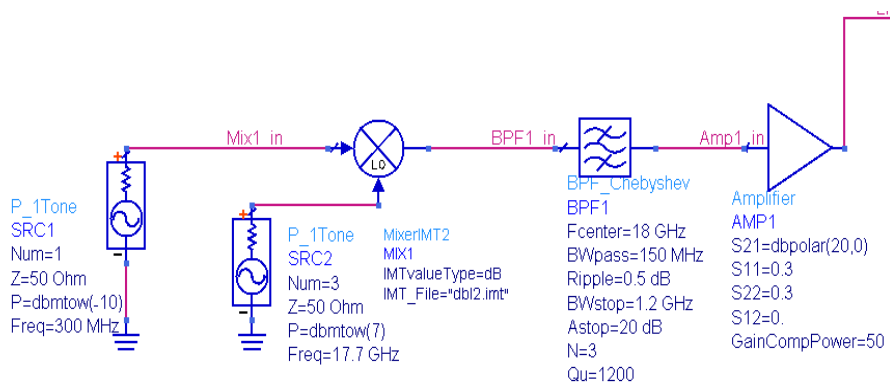 Mix1_in
LO
BPF1_in
Amp1_in
P_1Tone
SRC1
Num=1
Z=50 Ohm
P=dbmtow(-10)
Freq=300 MHz
P_1Tone
SRC2
Num=3
Z=50 Ohm
P=dbmtow(7)
Freq=17.7 GHz
MixerIMT2
MIX1
IMTvalueType=dB
IMT_File="dbl2.imt"
BPF_Chebyshev
BPF1
Fcenter=18 GHz
BWpass=150 MHz
Ripple=0.5 dB
BWstop=1.2 GHz
Astop=20 dB
N=3
Qu=1200
Amplifier
AMP1
S21=dbpolar(20,0)
S11=0.3
S22=0.3
S12=0.
GainCompPower=50